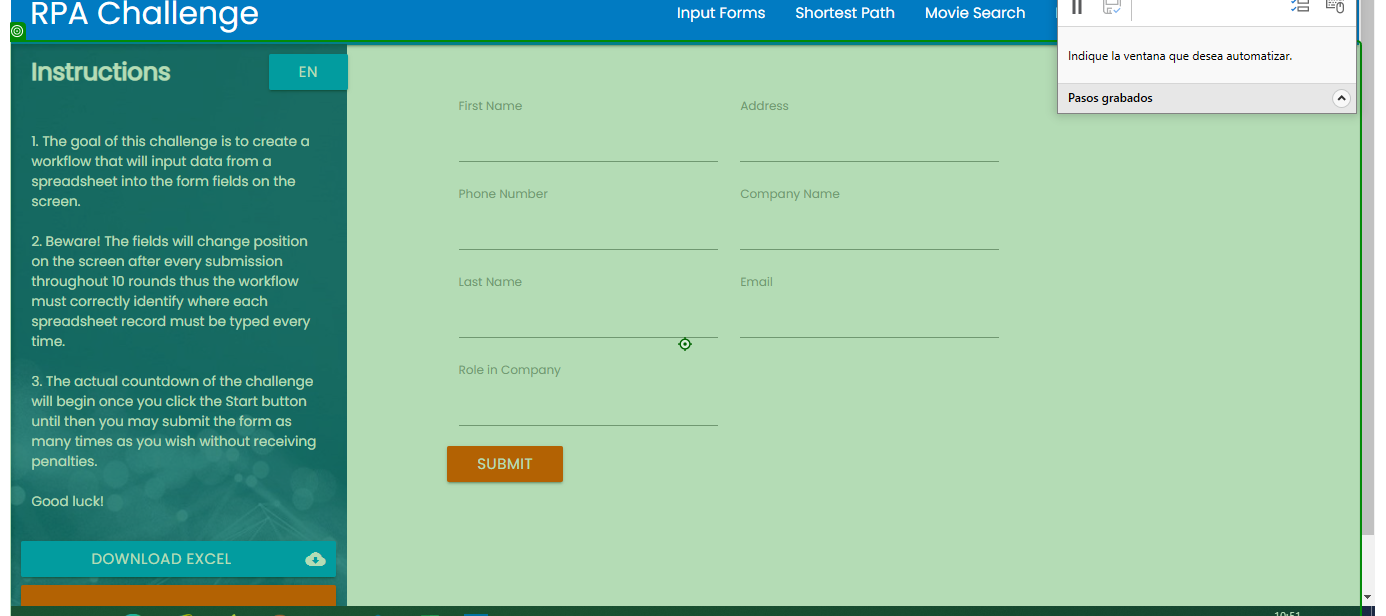 RPA Challenge
Input Forms
Shortest Path
Movie Search
Indique la ventana que desea automatizar.
Pasos grabados
Instructions
EN
1. The goal of this challenge is to create a
workflow that will input data from a
spreadsheet into the form fields on the
screen.
2. Beware! The fields will change position
on the screen after every submission
throughout 10 rounds thus the workflow
must correctly identify where each
spreadsheet record must be typed every
time.
3. The actual countdown of the challenge
will begin once you click the Start button
until then you may submit the form as
many times as you wish without receiving
penalties.
Good luck!
DOWNLOAD EXCEL
First Name
Address
Phone Number
Company Name
Last Name
Email
Role in Company
SUBMIT
10:51